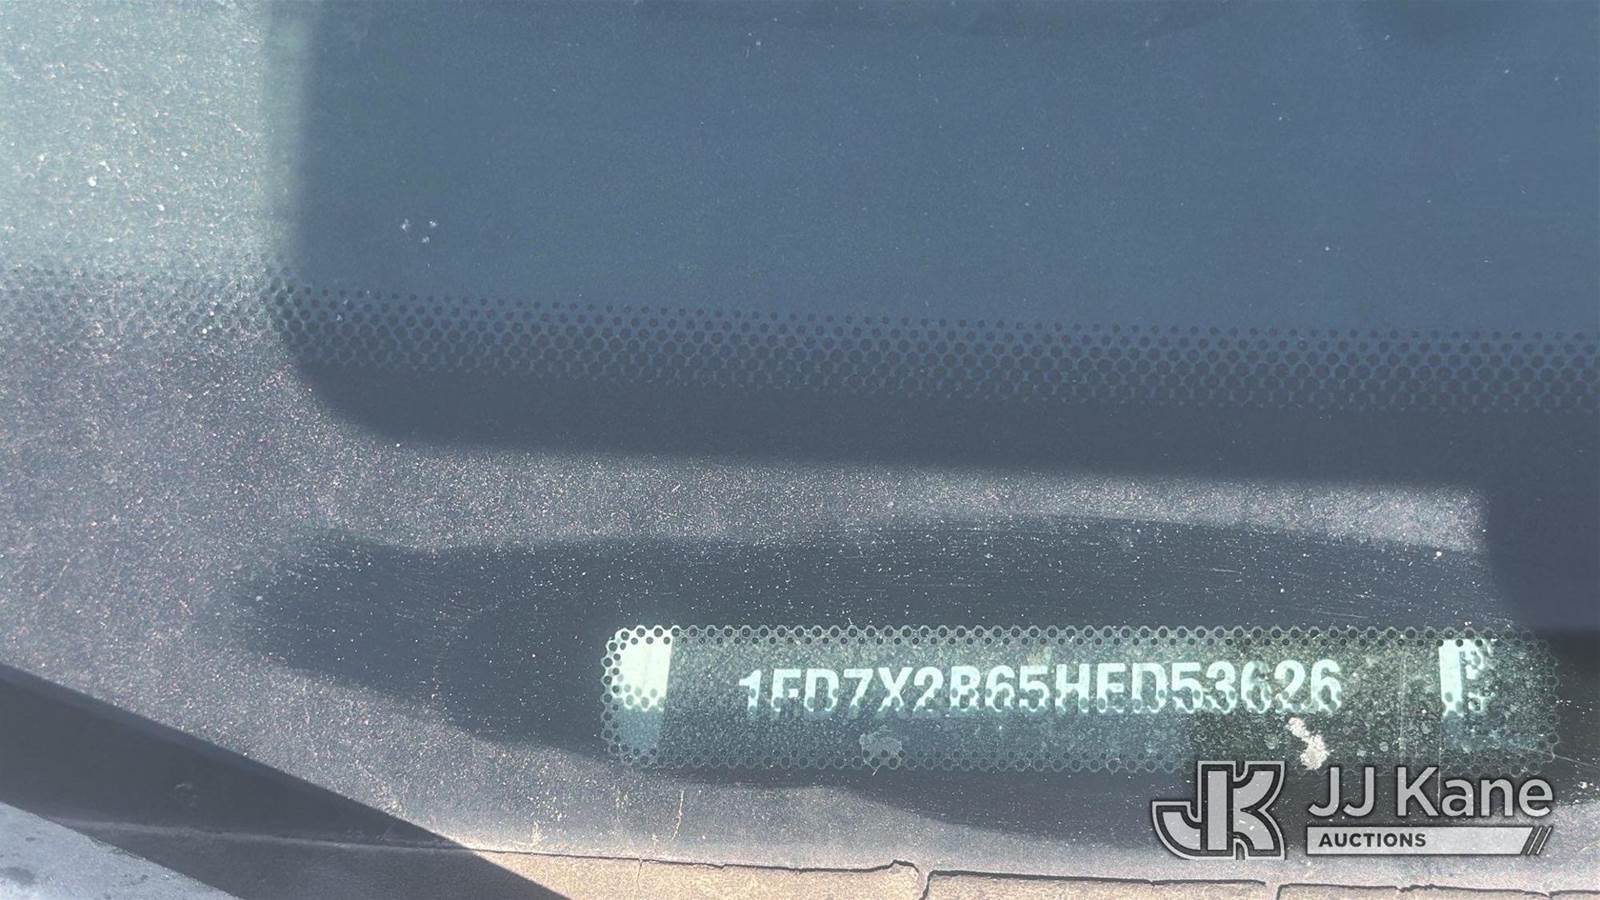 1FD7X2B65HED53626
JJ Kane
AUCTIONS